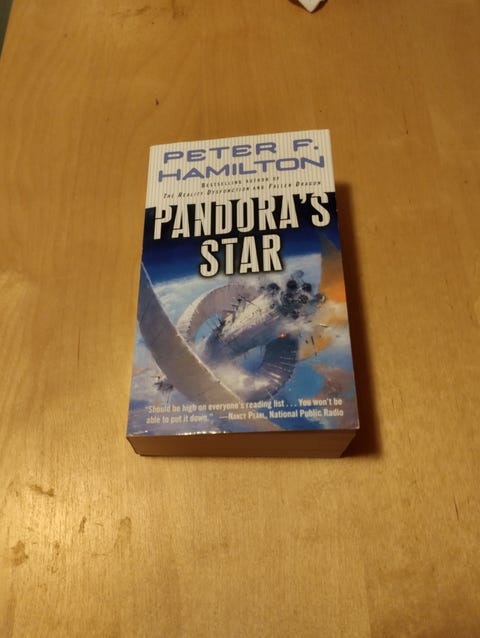 PETER F.
HAMILTON
BESTSELLING AUTHOR OF
THE REALITY DYSFUNCTION AND FALLEN DRAGON
PANDORA'S
STAR
"Should be high on everyone's reading list . . . You won't be
able to put it down." —NANCY PEARL, National Public Radio